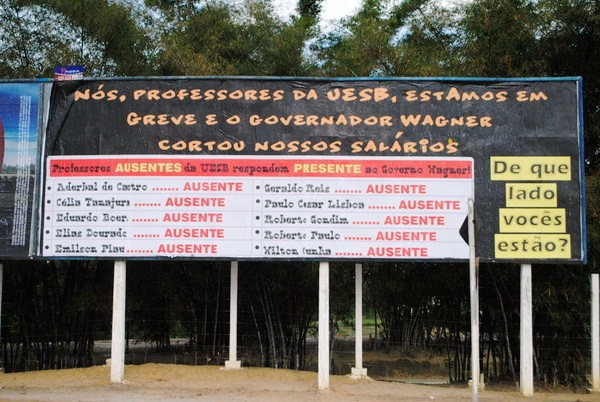 NÓS, PROFESSORES DA UESB, ESTAMOS EM
GREVE E O GOVERNADOR WAGNER
CORTOU NOSSOS SALÁRIOS
Professores AUSENTES da UESB respondem PRESENTE ao Governo Wagner!
• Aderbal de Castro ....... AUSENTE
• Célia Tanajura ....... AUSENTE
• Eduardo Boer. ....... AUSENTE
• Elias Dourado ....... AUSENTE
• Emilson Piau ....... AUSENTE
• Geraldo Reis ....... AUSENTE
• Paulo Cesar Lisboa ....... AUSENTE
• Roberto Gondim ....... AUSENTE
• Roberto Paulo ....... AUSENTE
• Wilton Cunha ....... AUSENTE
De que
lado
vocês
estão?